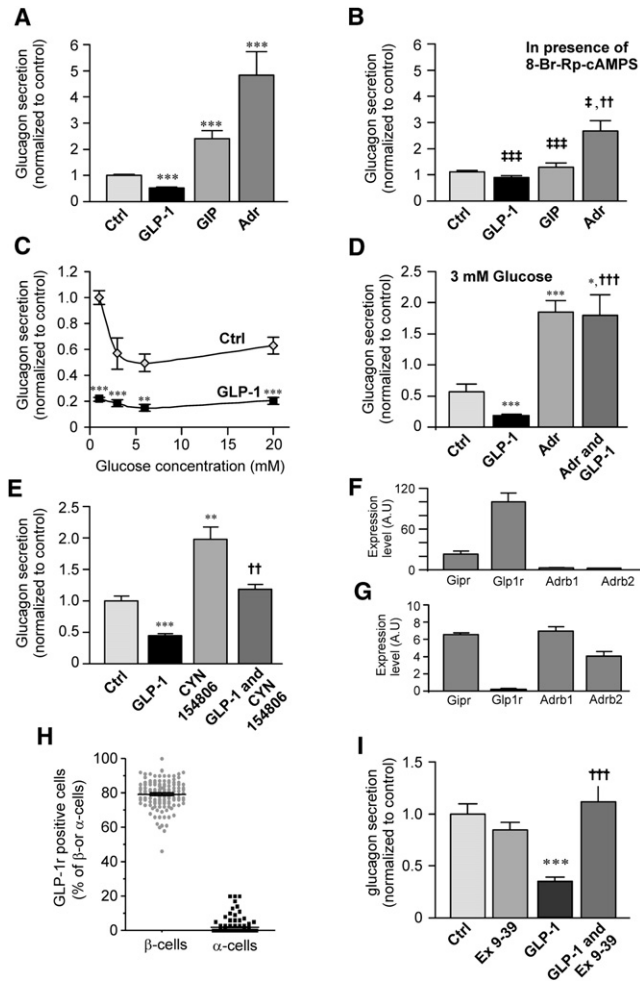 A
Glucagon secretion
(normalized to control)
6
5
4
3
2
1
0
***
***
***
Ctrl
GLP-1
GIP
Adr
B
In presence of
8-Br-Rp-cAMPS
Glucagon secretion
(normalized to control)
6
5
4
3
2
1
0
‡‡‡
‡‡‡
‡,††
Ctrl
GLP-1
GIP
Adr
C
Glucagon secretion
(normalized to control)
1.2
1.0
0.8
0.6
0.4
0.2
0
Ctrl
GLP-1
***
***
**
***
0 5 10 15 20
Glucose concentration (mM)
D
3 mM Glucose
Glucagon secretion
(normalized to control)
2.5
2.0
1.5
1.0
0.5
0
***
***
*,†††
Ctrl
GLP-1
Adr
Adr and
GLP-1
E
Glucagon secretion
(normalized to control)
2.5
2.0
1.5
1.0
0.5
0.0
***
**
††
Ctrl
GLP-1
CYN
154806
GLP-1 and
CYN
154806
F
Expression
level (A.U)
120
80
40
0
Gipr Glp1r Adrb1 Adrb2
G
Expression
level (A.U)
8
6
4
2
0
Gipr Glp1r Adrb1 Adrb2
H
GLP-1r positive cells
(% of β-or α-cells)
100
80
60
40
20
0
β-cells α-cells
I
glucagon secretion
(normalized to control)
1.5
1.0
0.5
0
***
†††
Ctrl
Ex 9-39
GLP-1
GLP-1 and
Ex 9-39